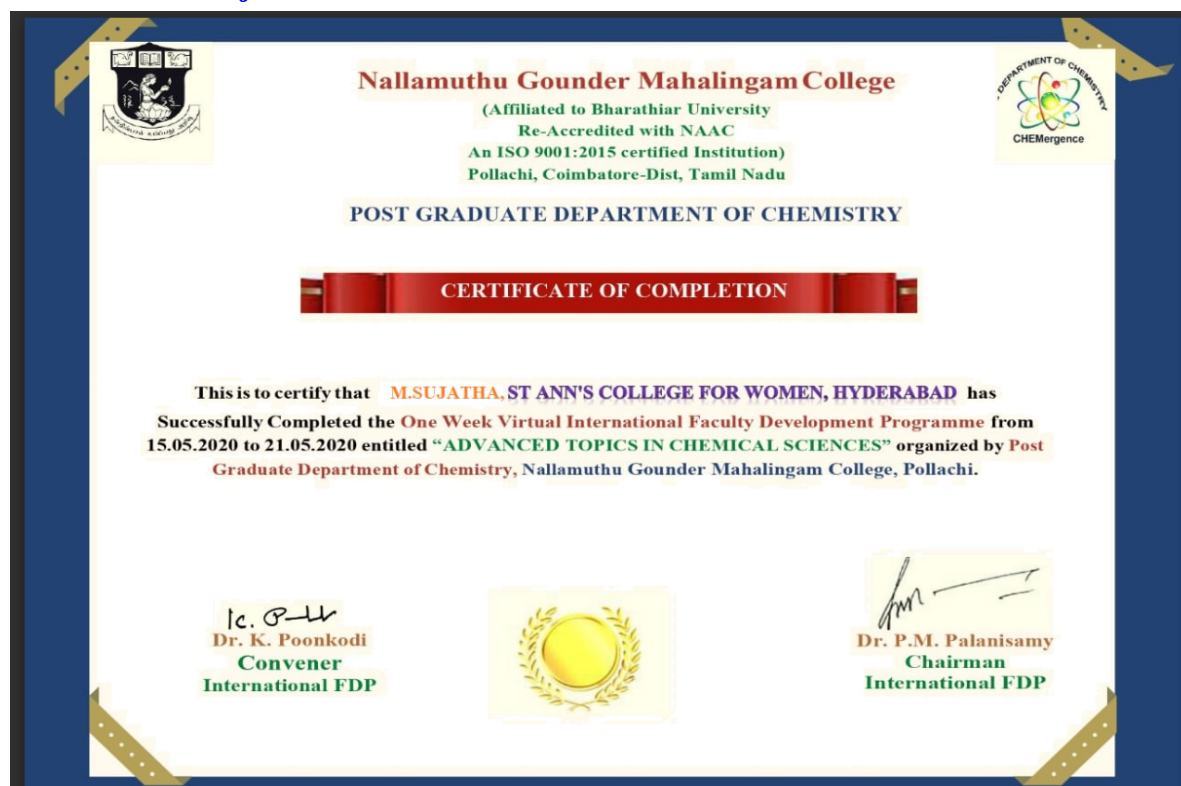 DEPARTMENT OF CHEMISTRY
CHEMergence
Nallamuthu Gounder Mahalingam College
(Affiliated to Bharathiar University
Re-Accredited with NAAC
An ISO 9001:2015 certified Institution)
Pollachi, Coimbatore-Dist, Tamil Nadu
POST GRADUATE DEPARTMENT OF CHEMISTRY
CERTIFICATE OF COMPLETION
This is to certify that M.SUJATHA, ST ANN'S COLLEGE FOR WOMEN, HYDERABAD has
Successfully Completed the One Week Virtual International Faculty Development Programme from
15.05.2020 to 21.05.2020 entitled “ADVANCED TOPICS IN CHEMICAL SCIENCES” organized by Post
Graduate Department of Chemistry, Nallamuthu Gounder Mahalingam College, Pollachi.
Dr. K. Poonkodi
Convener
International FDP
Dr. P.M. Palanisamy
Chairman
International FDP